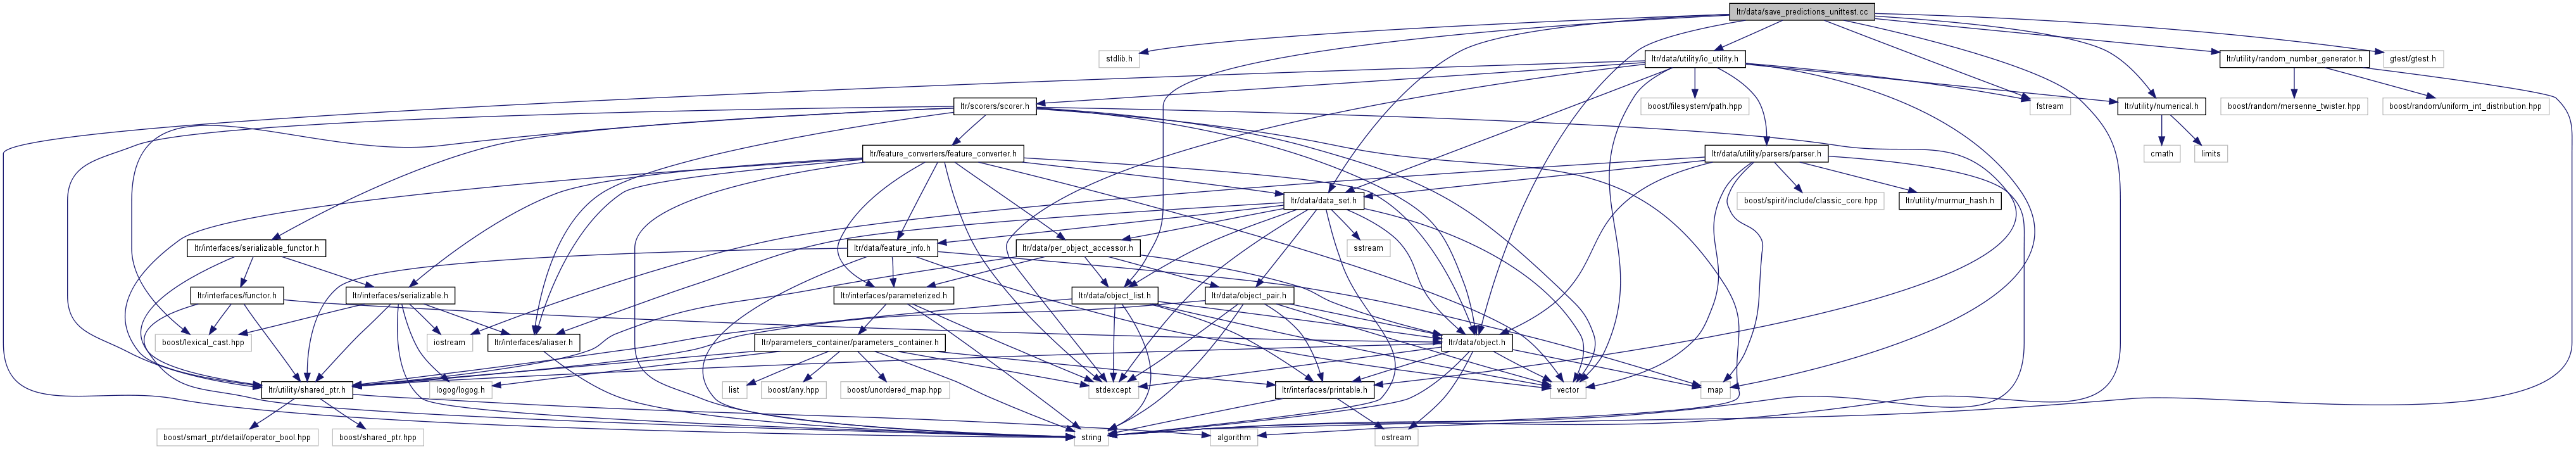 ltr/data/save_predictions_unittest.cc
stdlib.h
ltr/data/utility/io_utility.h
ltr/utility/random_number_generator.h
gtest/gtest.h
ltr/scorers/scorer.h
boost/filesystem/path.hpp
fstream
ltr/utility/numerical.h
boost/random/mersenne_twister.hpp
boost/random/uniform_int_distribution.hpp
ltr/feature_converters/feature_converter.h
ltr/data/utility/parsers/parser.h
cmath
limits
ltr/data/data_set.h
boost/spirit/include/classic_core.hpp
ltr/utility/murmur_hash.h
ltr/interfaces/serializable_functor.h
ltr/data/feature_info.h
ltr/data/per_object_accessor.h
sstream
ltr/interfaces/functor.h
ltr/interfaces/serializable.h
ltr/interfaces/parameterized.h
ltr/data/object_list.h
ltr/data/object_pair.h
boost/lexical_cast.hpp
iostream
ltr/interfaces/aliaser.h
ltr/parameters_container/parameters_container.h
ltr/data/object.h
ltr/utility/shared_ptr.h
logog/logog.h
list
boost/any.hpp
boost/unordered_map.hpp
stdexcept
ltr/interfaces/printable.h
vector
map
boost/smart_ptr/detail/operator_bool.hpp
boost/shared_ptr.hpp
string
algorithm
ostream